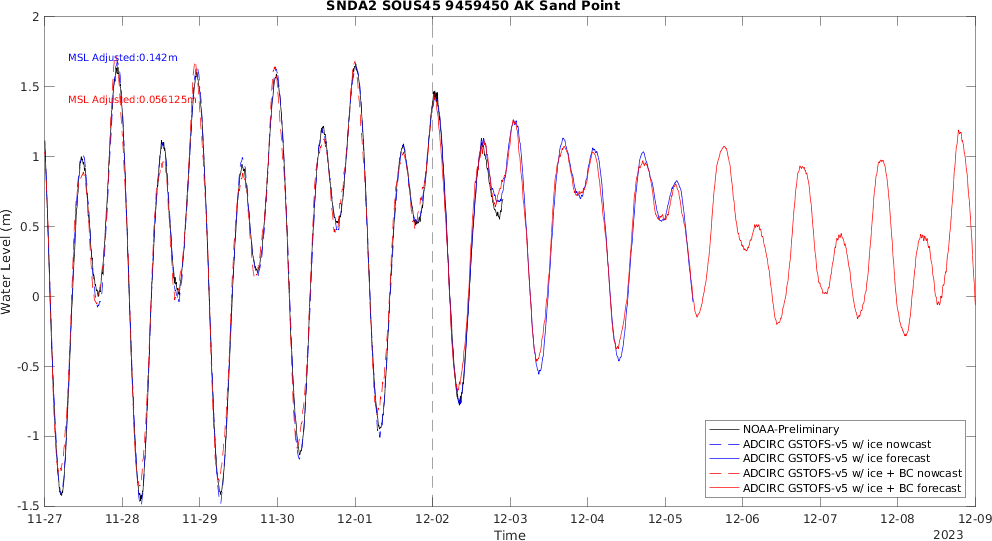 SNDA2 SOUS45 9459450 AK Sand Point
2
1.5
1
0.5
0
-0.5
-1
-1.5
Water Level (m)
MSL Adjusted:0.142m
MSL Adjusted:0.056125m
NOAA-Preliminary
ADCIRC GSTOFS-v5 w/ ice nowcast
ADCIRC GSTOFS-v5 w/ ice forecast
ADCIRC GSTOFS-v5 w/ ice + BC nowcast
ADCIRC GSTOFS-v5 w/ ice + BC forecast
11-27 11-28 11-29 11-30 12-01 12-02 12-03 12-04 12-05 12-06 12-07 12-08 12-09
Time
2023